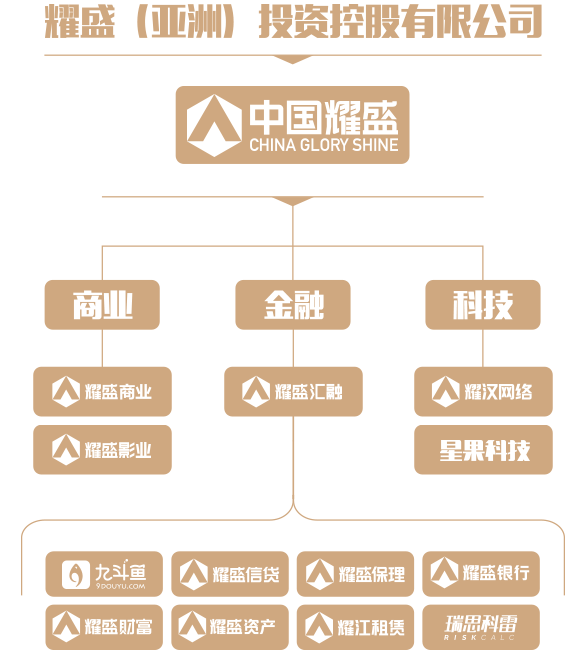 耀盛（亚洲）投资控股有限公司
中国耀盛
CHINA GLORY SHINE
商业
金融
科技
耀盛商业
耀盛汇融
耀汉网络
耀盛影业
星果科技
九斗鱼
9DOUYU.COM
耀盛信贷
耀盛保理
耀盛银行
耀盛财富
耀盛资产
耀江租赁
瑞思科雷
RISKCALC